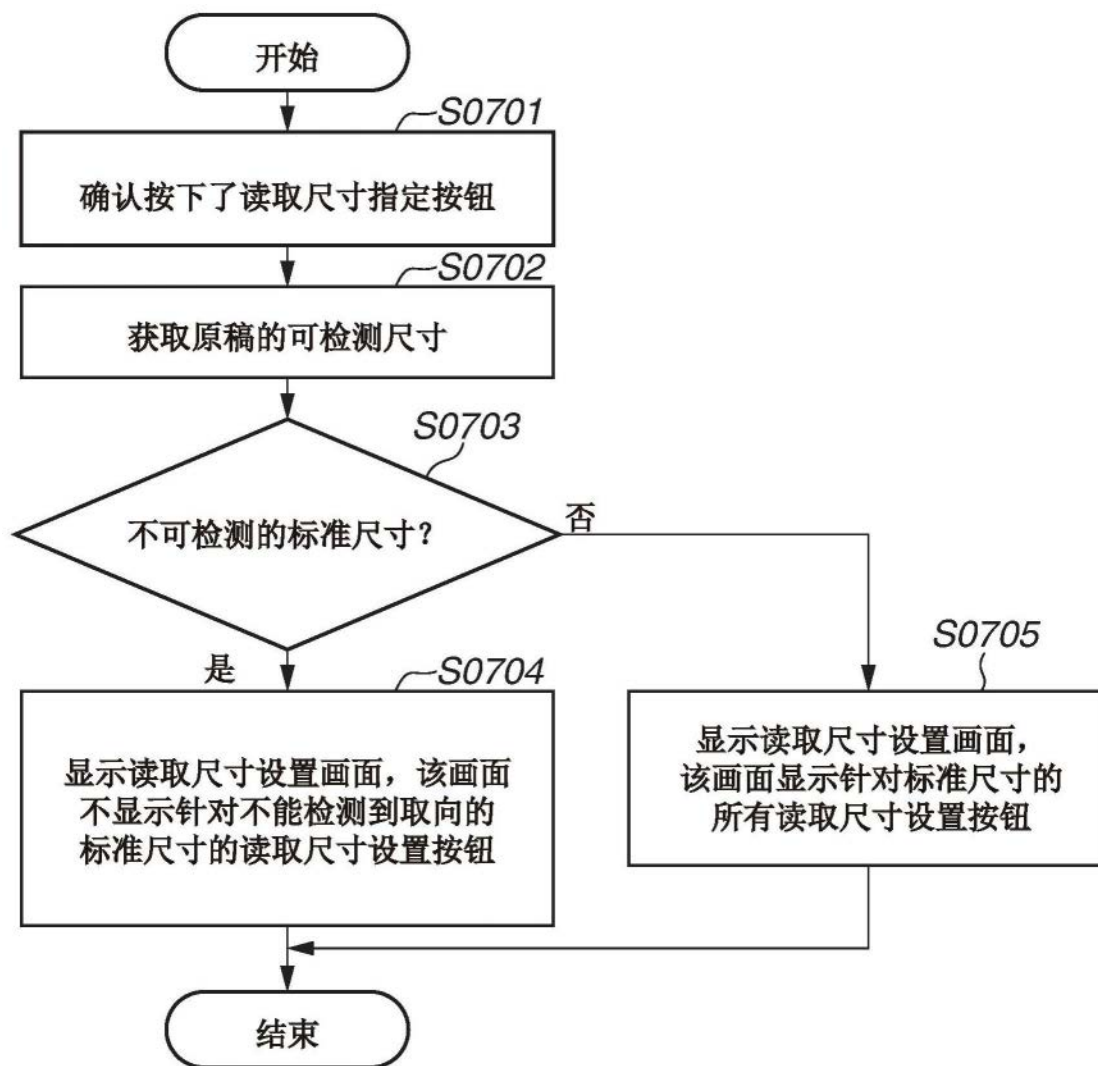 开始
S0701
确认按下了读取尺寸指定按钮
S0702
获取原稿的可检测尺寸
S0703
不可检测的标准尺寸？
否
是
S0704
显示读取尺寸设置画面，该画面
不显示针对不能检测到取向的
标准尺寸的读取尺寸设置按钮
S0705
显示读取尺寸设置画面，
该画面显示针对标准尺寸的
所有读取尺寸设置按钮
结束